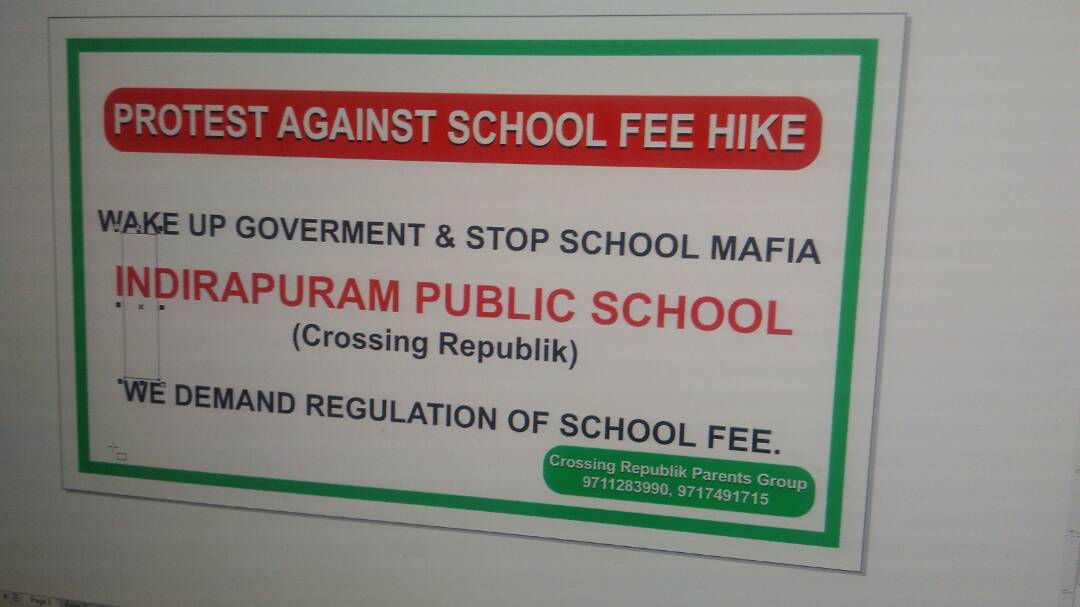 PROTEST AGAINST SCHOOL FEE HIKE
WAKE UP GOVERMENT & STOP SCHOOL MAFIA
INDIRAPURAM PUBLIC SCHOOL
(Crossing Republik)
WE DEMAND REGULATION OF SCHOOL FEE.
Crossing Republik Parents Group
9711283990, 9717491715